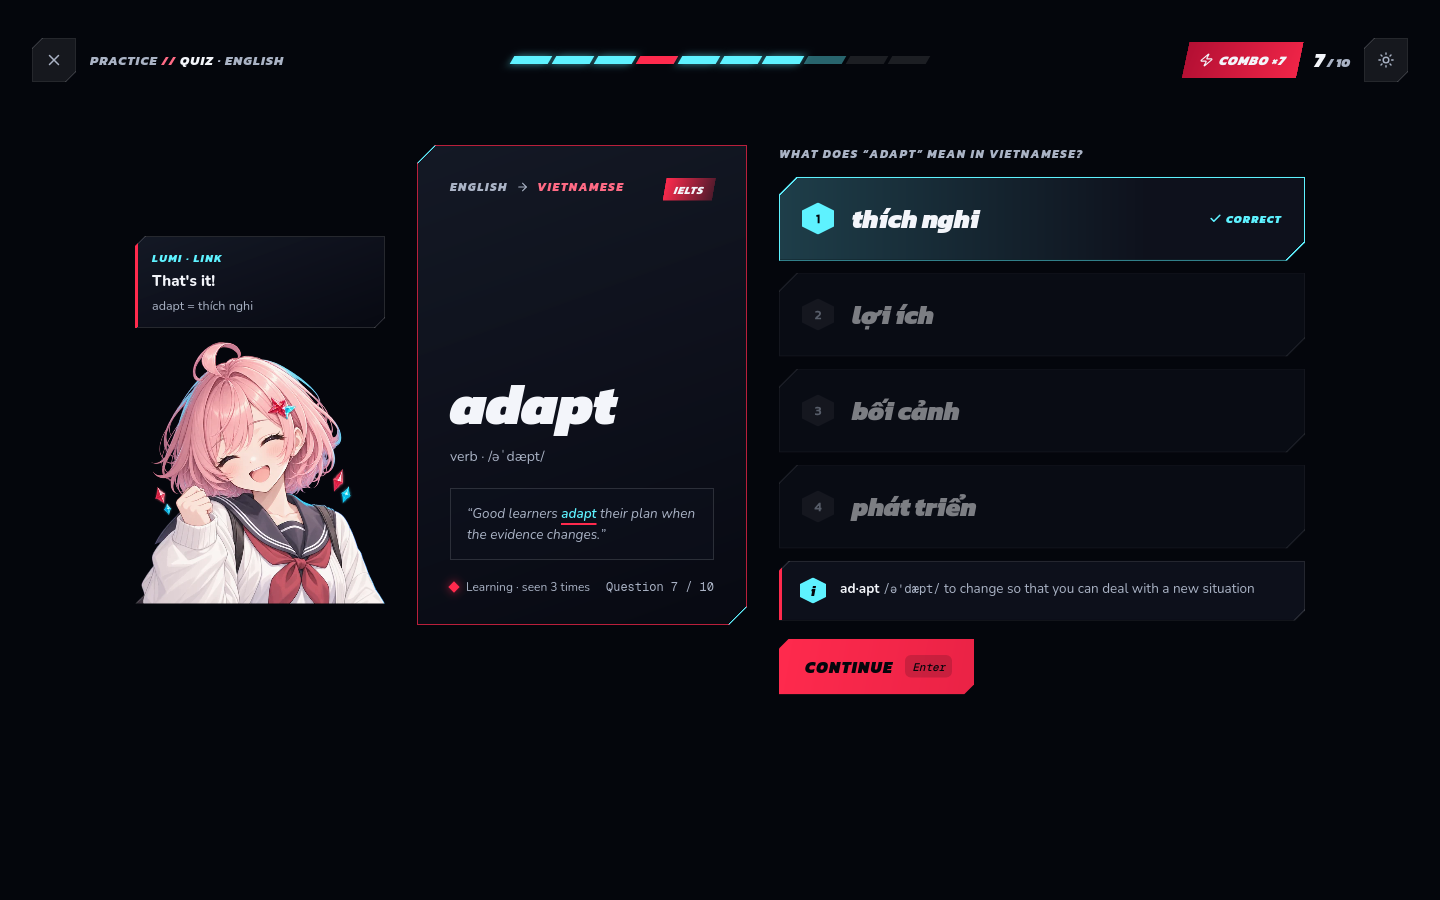 PRACTICE // QUIZ · ENGLISH
COMBO ×7
7 / 10
LUMI · LINK
That's it!
adapt = thích nghi
ENGLISH → VIETNAMESE
IELTS
adapt
verb · /əˈdæpt/
“Good learners adapt their plan when
the evidence changes.”
Learning · seen 3 times
Question 7 / 10
WHAT DOES “ADAPT” MEAN IN VIETNAMESE?
1 thích nghi ✓ CORRECT
2 lợi ích
3 bối cảnh
4 phát triển
i ad·apt /əˈdæpt/ to change so that you can deal with a new situation
CONTINUE Enter